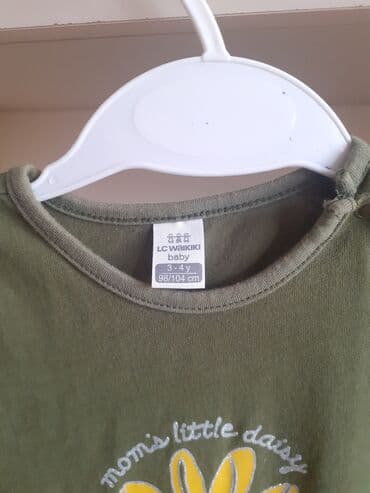 LC WAIKIKI
baby
3 - 4 y
98/104 cm
mom's little daisy